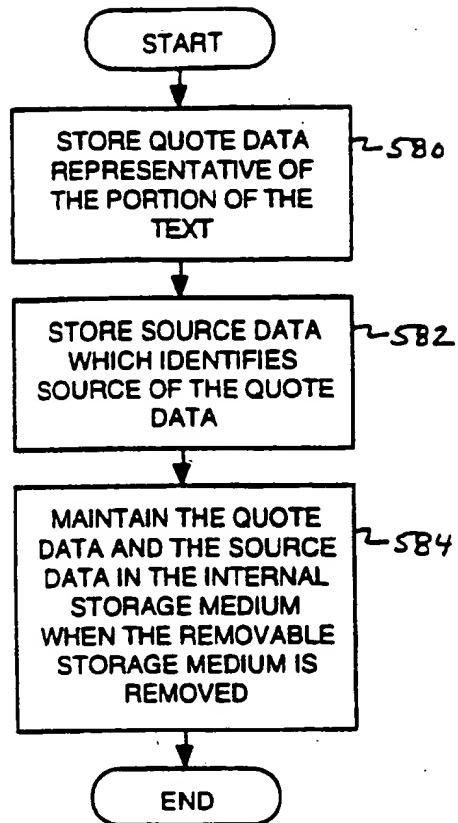 START
STORE QUOTE DATA
REPRESENTATIVE OF
THE PORTION OF THE
TEXT
580
STORE SOURCE DATA
WHICH IDENTIFIES
SOURCE OF THE QUOTE
DATA
582
MAINTAIN THE QUOTE
DATA AND THE SOURCE
DATA IN THE INTERNAL
STORAGE MEDIUM
WHEN THE REMOVABLE
STORAGE MEDIUM IS
REMOVED
584
END